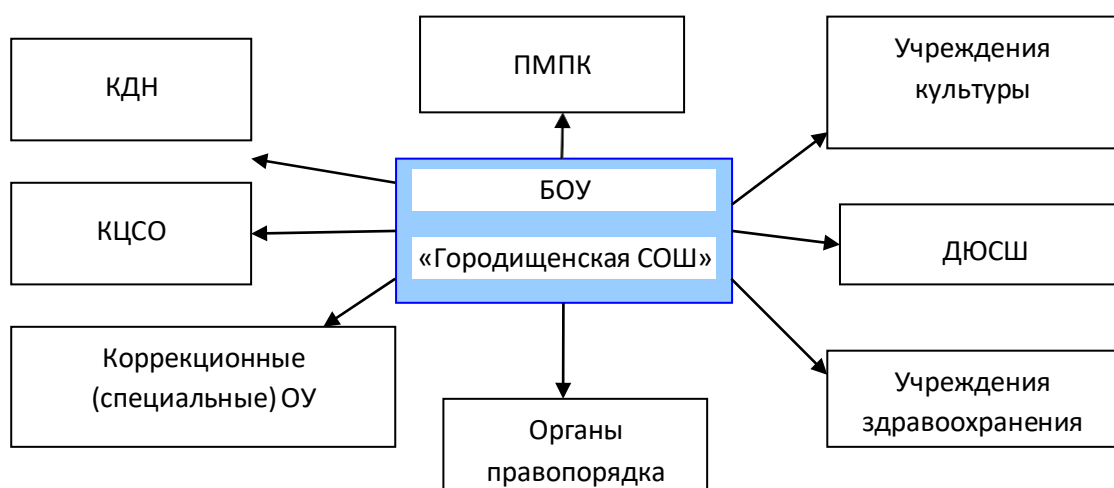 КДН
ПМПК
Учреждения
культуры
БОУ
«Городищенская СОШ»
КЦСО
ДЮСШ
Коррекционные
(специальные) ОУ
Органы
правопорядка
Учреждения
здравоохранения